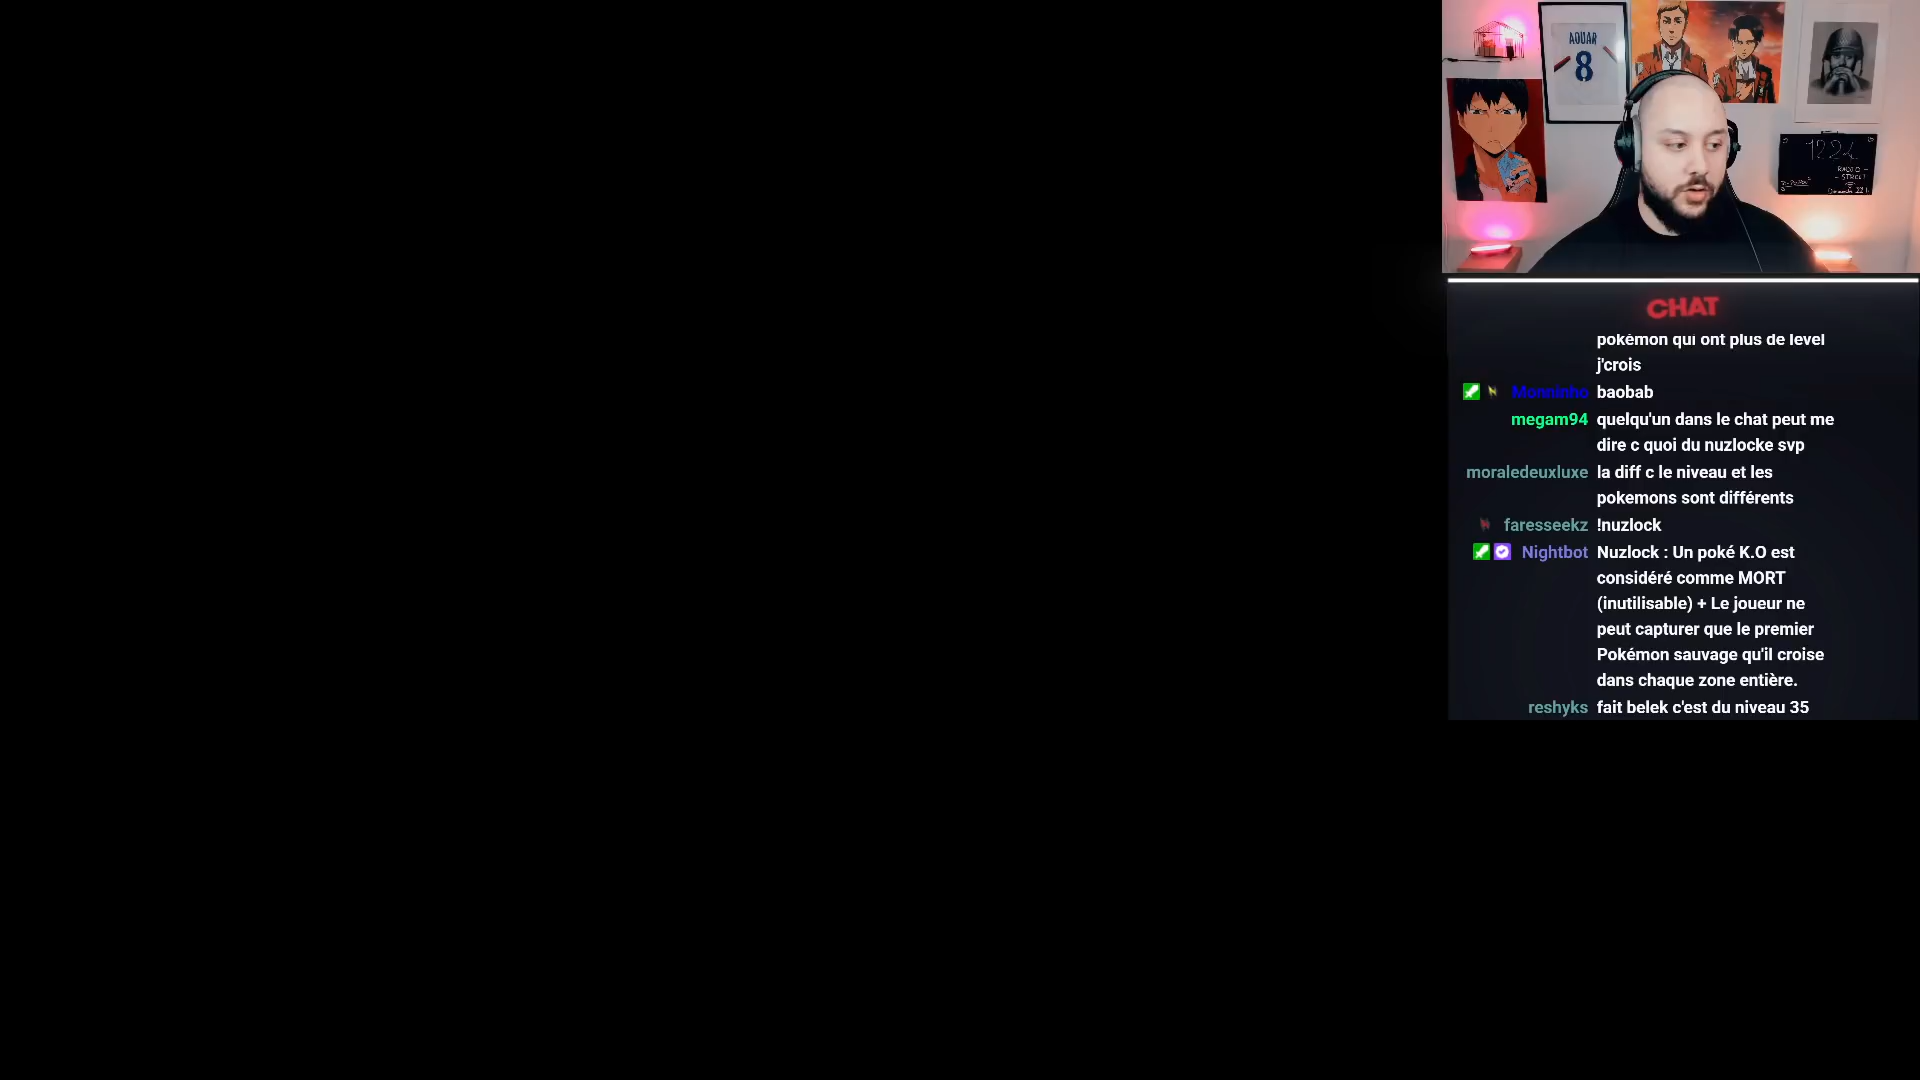 AOUAR
8
1224
CHAT
pokémon qui ont plus de level
j'crois
Monninho baobab
megam94 quelqu'un dans le chat peut me
dire c quoi du nuzlocke svp
moraledeuxluxe la diff c le niveau et les
pokemons sont différents
faresseekz !nuzlock
Nightbot Nuzlock : Un poké K.O est
considéré comme MORT
(inutilisable) + Le joueur ne
peut capturer que le premier
Pokémon sauvage qu'il croise
dans chaque zone entière.
reshyks fait belek c'est du niveau 35